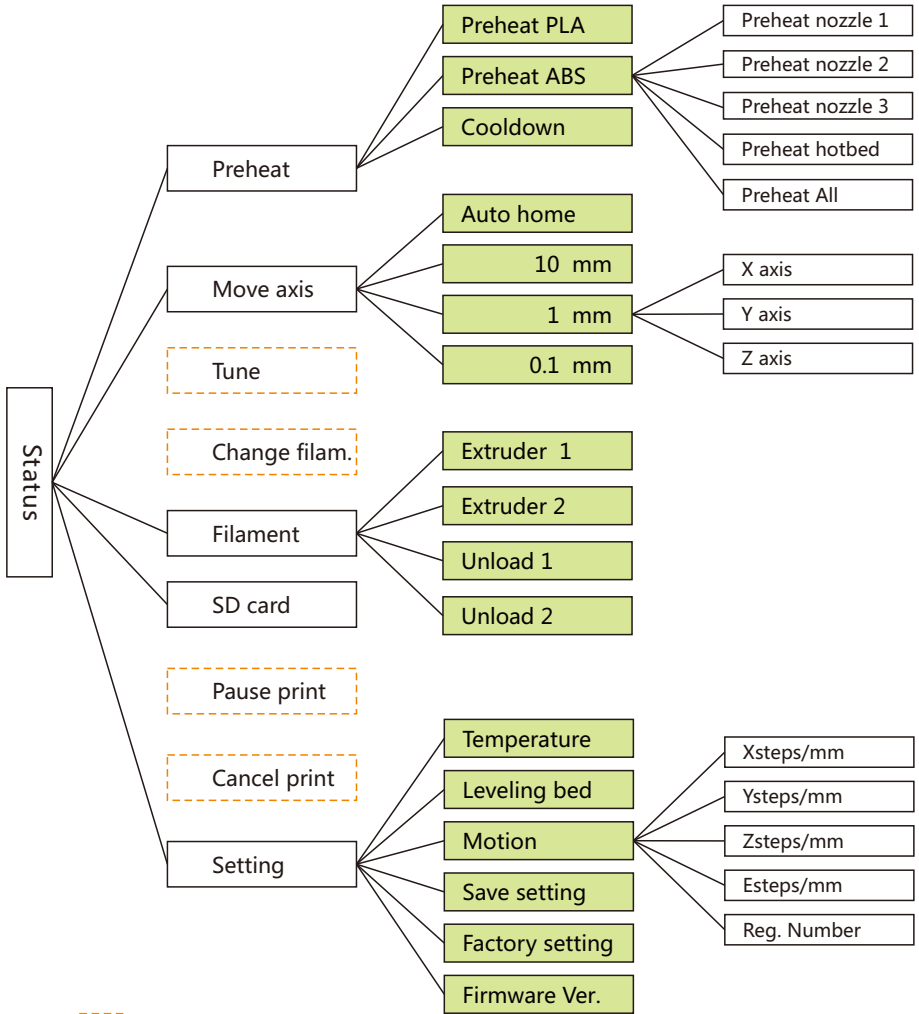 Status
Preheat
Preheat PLA
Preheat ABS
Cooldown
Preheat nozzle 1
Preheat nozzle 2
Preheat nozzle 3
Preheat hotbed
Preheat All
Move axis
Auto home
10 mm
1 mm
0.1 mm
X axis
Y axis
Z axis
Tune
Change filam.
Filament
Extruder 1
Extruder 2
Unload 1
Unload 2
SD card
Pause print
Cancel print
Setting
Temperature
Leveling bed
Motion
Save setting
Factory setting
Firmware Ver.
Xsteps/mm
Ysteps/mm
Zsteps/mm
Esteps/mm
Reg. Number